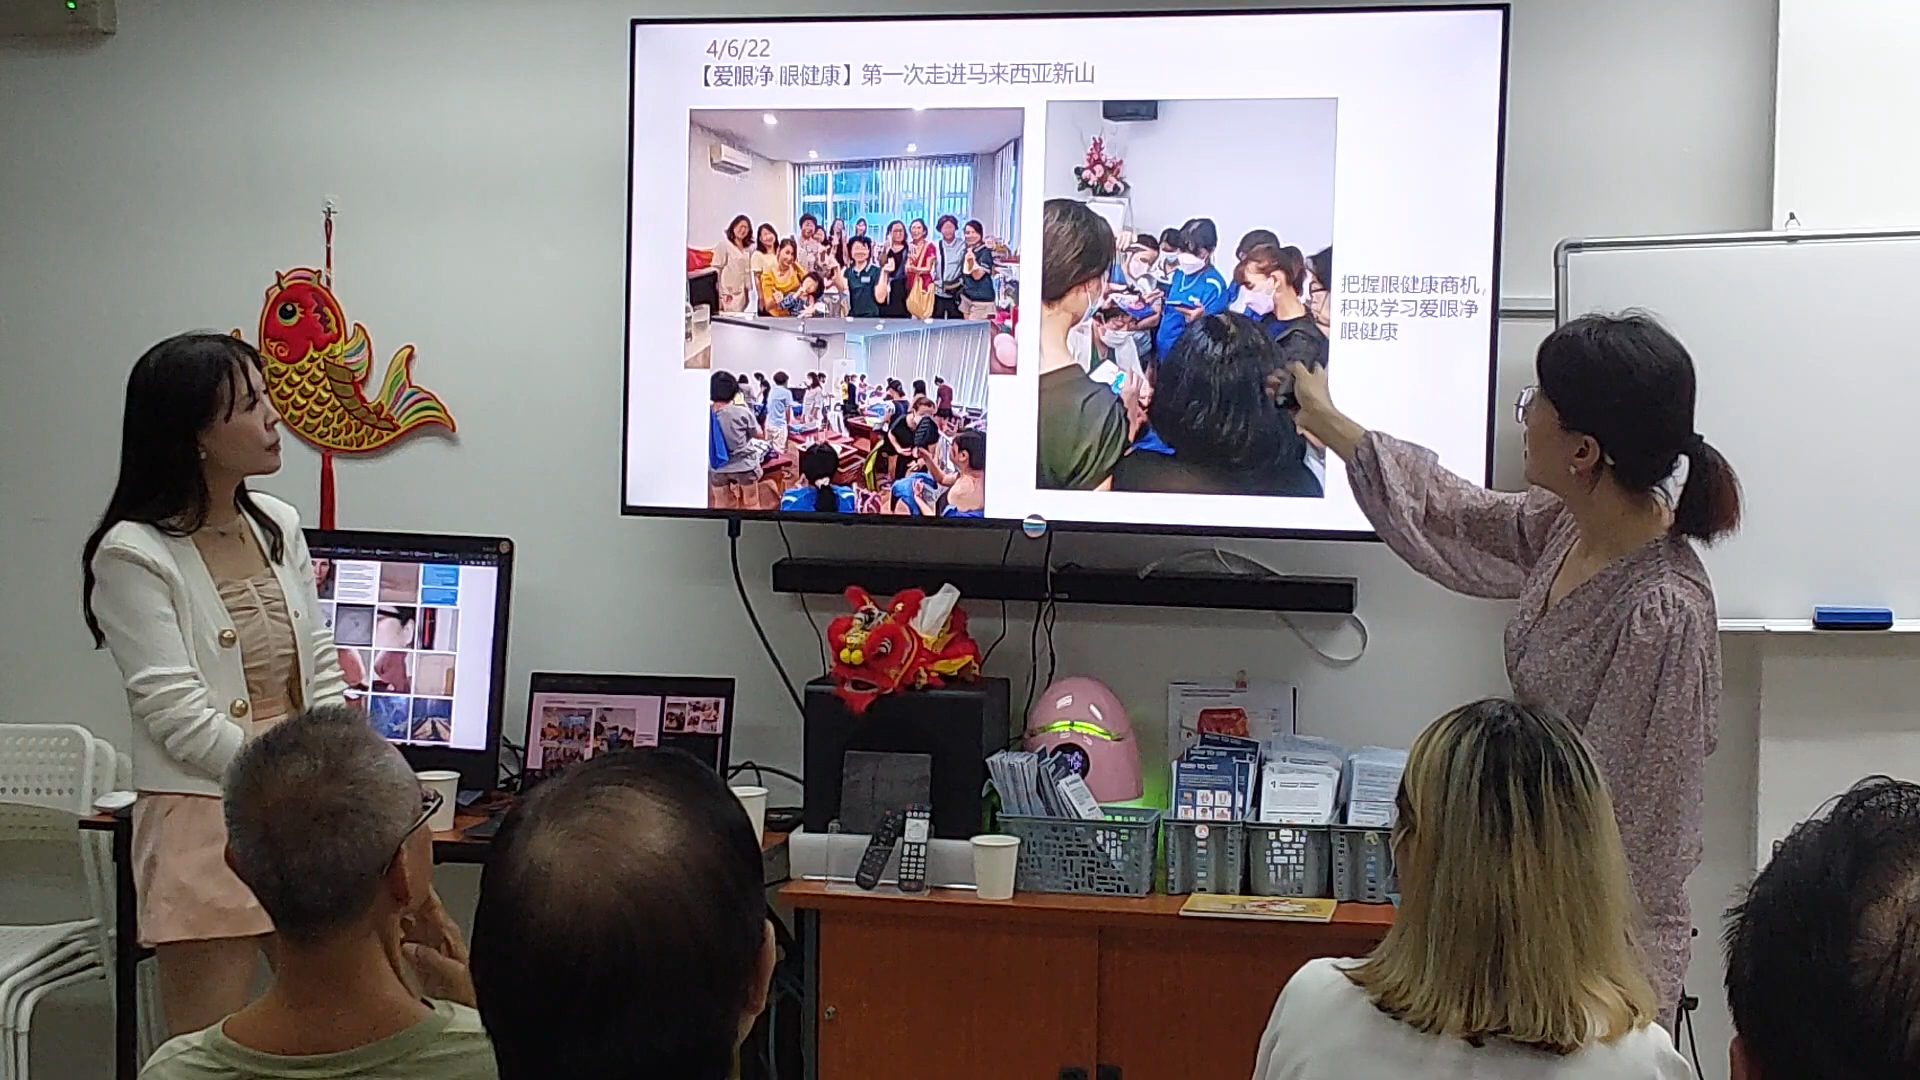 4/6/22
【爱眼净 眼健康】第一次走进马来西亚新山
把握眼健康商机，
积极学习爱眼净
眼健康